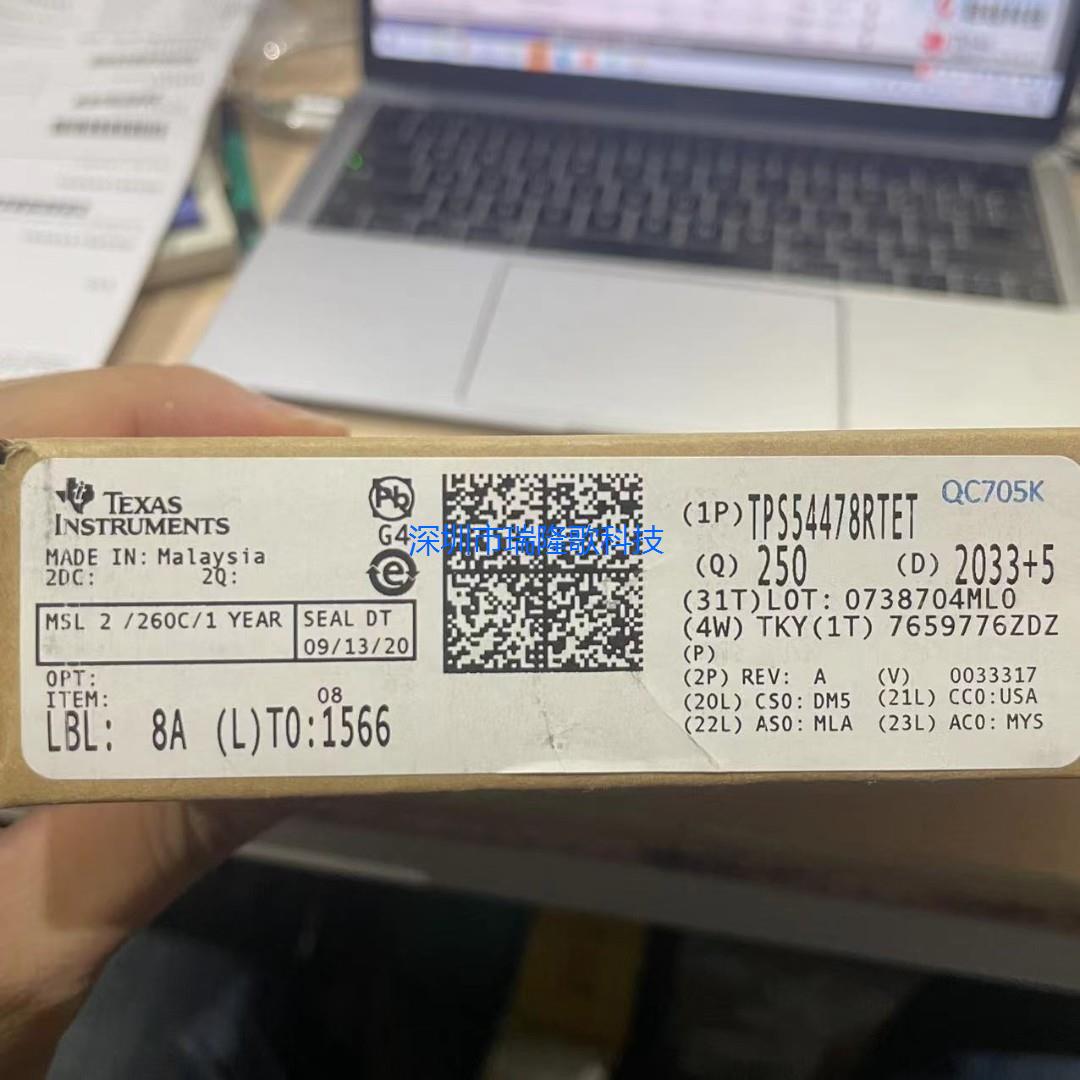 TEXAS
INSTRUMENTS
MADE IN: Malaysia
2DC: 2Q:
MSL 2 /260C/1 YEAR
SEAL DT
09/13/20
OPT:
ITEM:
08
LBL: 8A (L)TO:1566
Pb
G4
e
深圳市瑞隆歌科技
QC705K
(1P) TPS54478RTET
(Q) 250 (D) 2033+5
(31T)LOT: 0738704ML0
(4W) TKY(1T) 7659776ZDZ
(P)
(2P) REV: A (V) 0033317
(20L) CSO: DM5 (21L) CCO:USA
(22L) ASO: MLA (23L) ACO: MYS